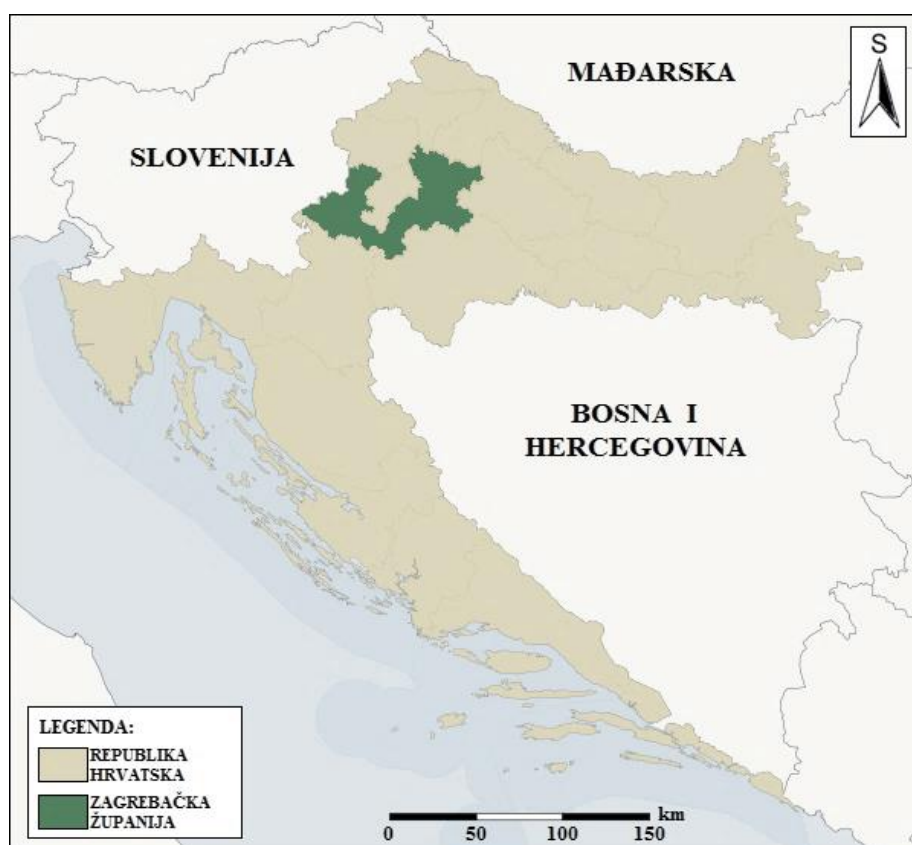 S
MAĐARSKA
SLOVENIJA
BOSNA I
HERCEGOVINA
LEGENDA:
REPUBLIKA
HRVATSKA
ZAGREBAČKA
ŽUPANIJA
km
0 50 100 150